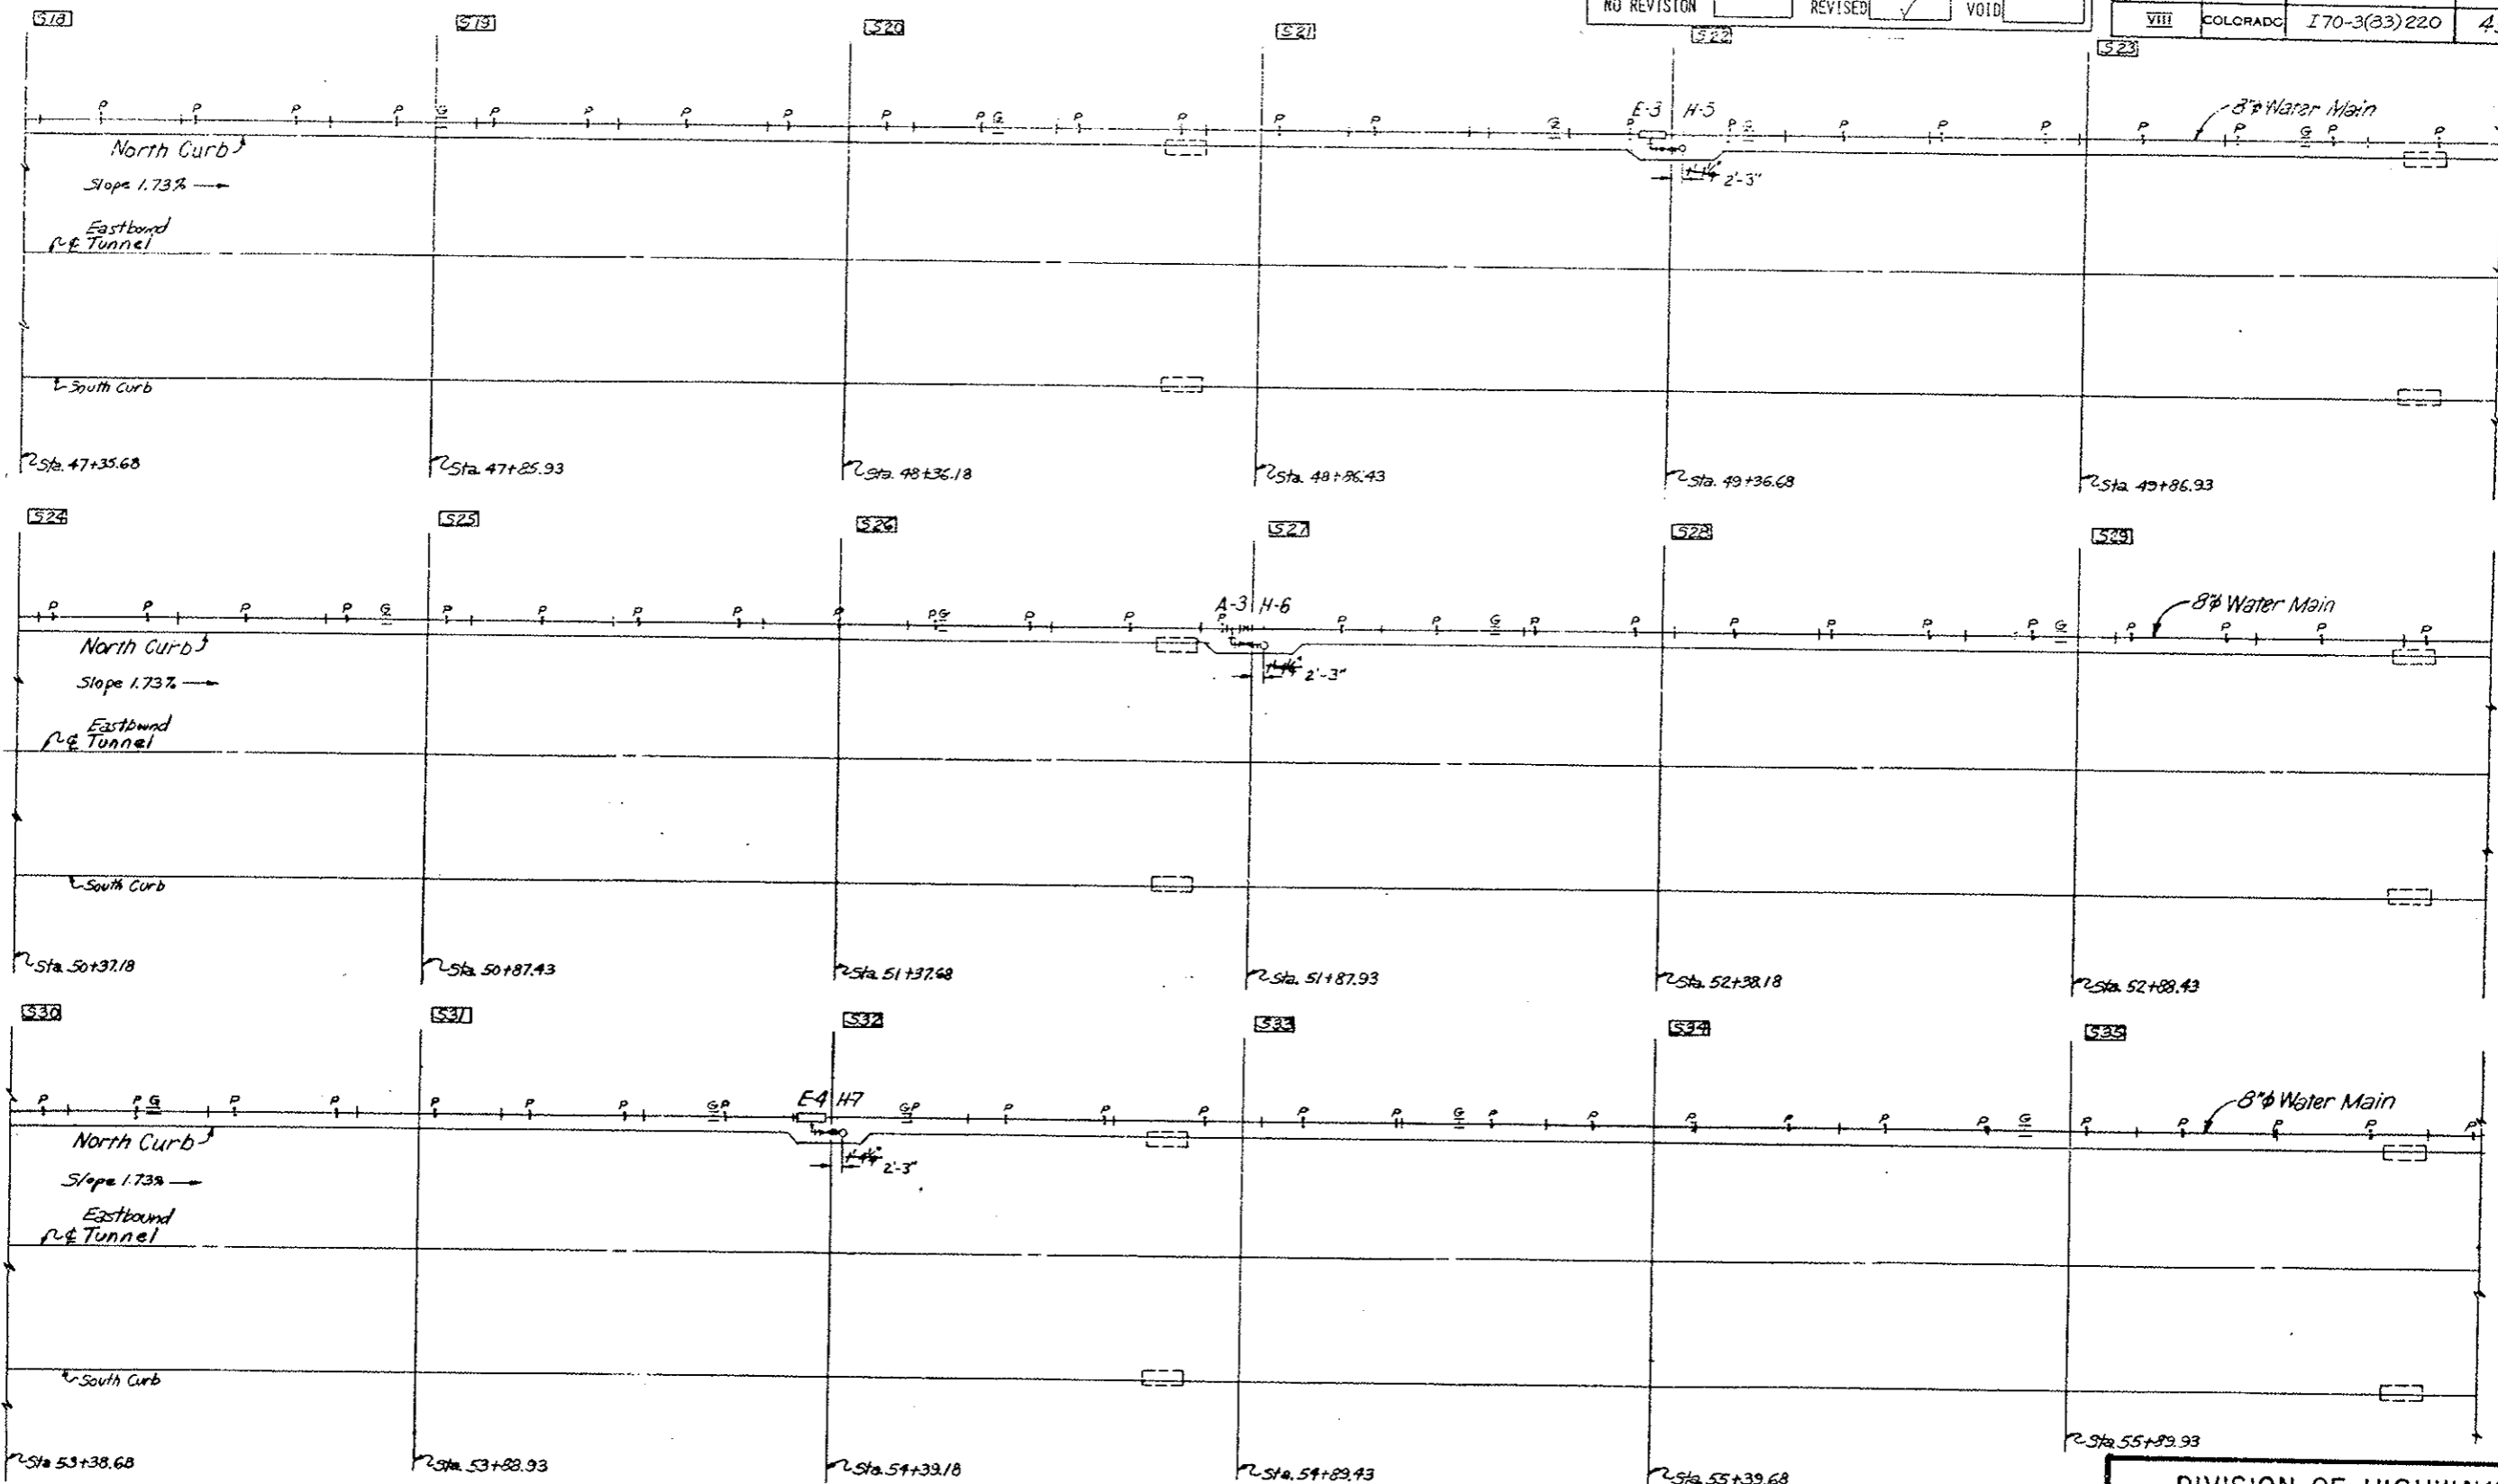 NO REVISION REVISED ✓ VOID
VIII COLORADO I70-3(83)220
S18 S19 S20 S21 S22 S23
P P P P G P P P P P P G P P P P G P E-3 H-5 P G P P P P P G P P
8"φ Water Main
North Curb
2'-3"
Slope 1.73%
Eastbound
℄ Tunnel
South Curb
Sta. 47+35.68 Sta. 47+85.93 Sta. 48+36.18 Sta. 48+86.43 Sta. 49+36.68 Sta. 49+86.93
S24 S25 S26 S27 S28 S29
P P P P G P P P P P P G P P A-3 H-6 P P P G P P P P P P G P P P P
8"φ Water Main
North Curb
2'-3"
Slope 1.73%
Eastbound
℄ Tunnel
South Curb
Sta. 50+37.18 Sta. 50+87.43 Sta. 51+37.68 Sta. 51+87.93 Sta. 52+38.18 Sta. 52+88.43
S30 S31 S32 S33 S34 S35
P P G P P P P P G P E-4 H-7 G P P P P P P G P P P P P P G P P P P P
8"φ Water Main
North Curb
2'-3"
Slope 1.73%
Eastbound
℄ Tunnel
South Curb
Sta. 53+38.68 Sta. 53+88.93 Sta. 54+39.18 Sta. 54+89.43 Sta. 55+39.68 Sta. 55+89.93
DIVISION OF HIGHWAYS